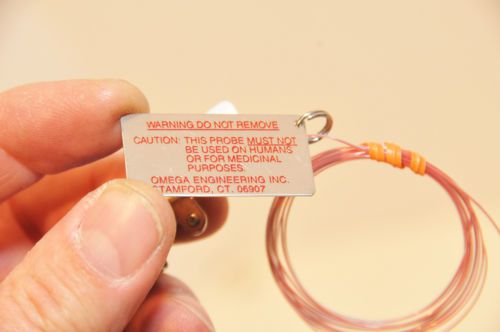 WARNING DO NOT REMOVE
CAUTION: THIS PROBE MUST NOT
BE USED ON HUMANS
OR FOR MEDICINAL
PURPOSES.
OMEGA ENGINEERING INC.
STAMFORD, CT. 06907